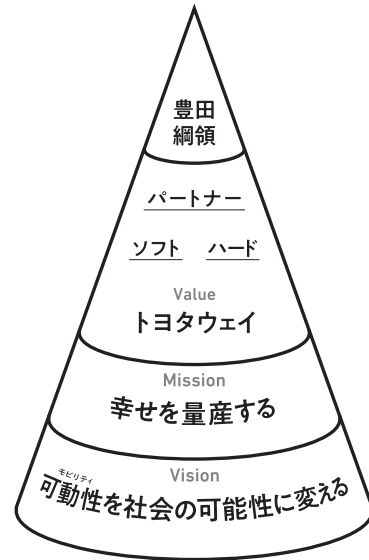 豊田
綱領
パートナー
ソフト ハード
Value
トヨタウェイ
Mission
幸せを量産する
Vision
モビリティ
可動性を社会の可能性に変える